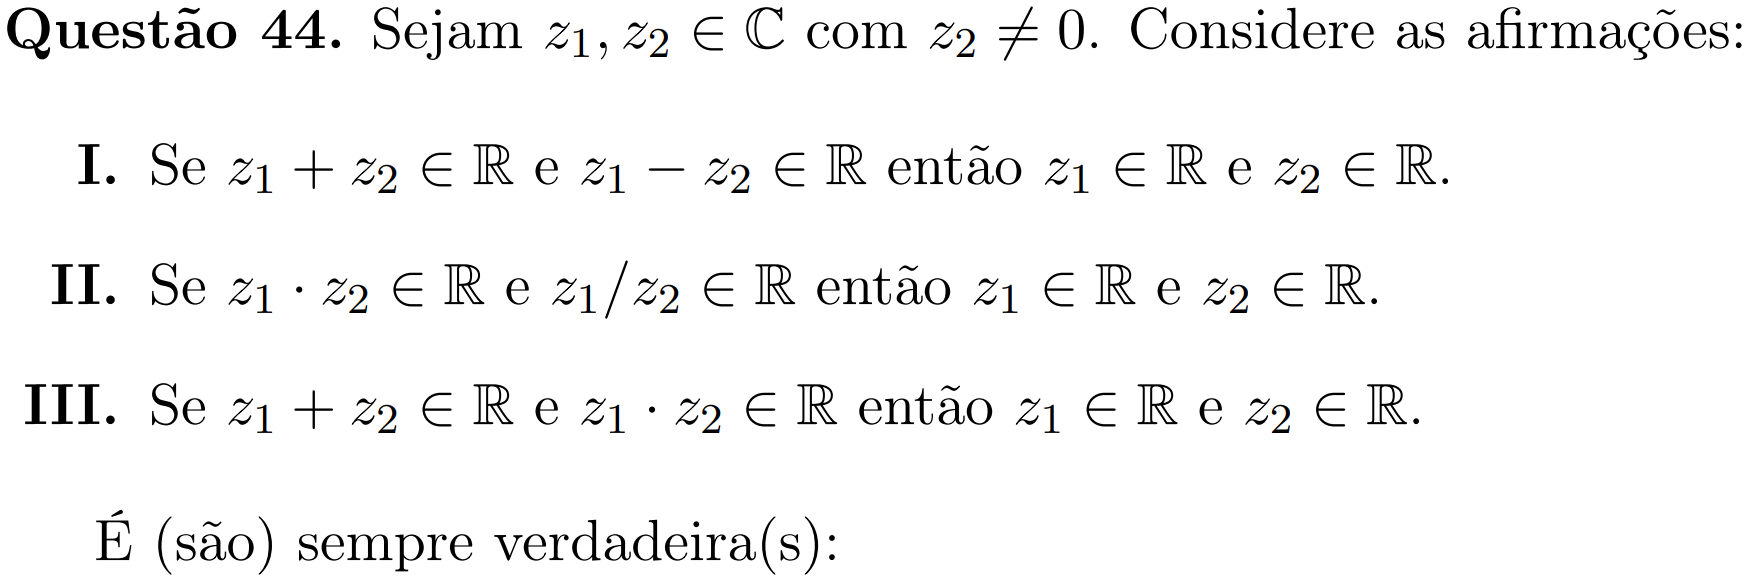 Questão 44. Sejam z₁, z₂ ∈ ℂ com z₂ ≠ 0. Considere as afirmações:
I. Se z₁ + z₂ ∈ ℝ e z₁ − z₂ ∈ ℝ então z₁ ∈ ℝ e z₂ ∈ ℝ.
II. Se z₁ · z₂ ∈ ℝ e z₁/z₂ ∈ ℝ então z₁ ∈ ℝ e z₂ ∈ ℝ.
III. Se z₁ + z₂ ∈ ℝ e z₁ · z₂ ∈ ℝ então z₁ ∈ ℝ e z₂ ∈ ℝ.
É (são) sempre verdadeira(s):